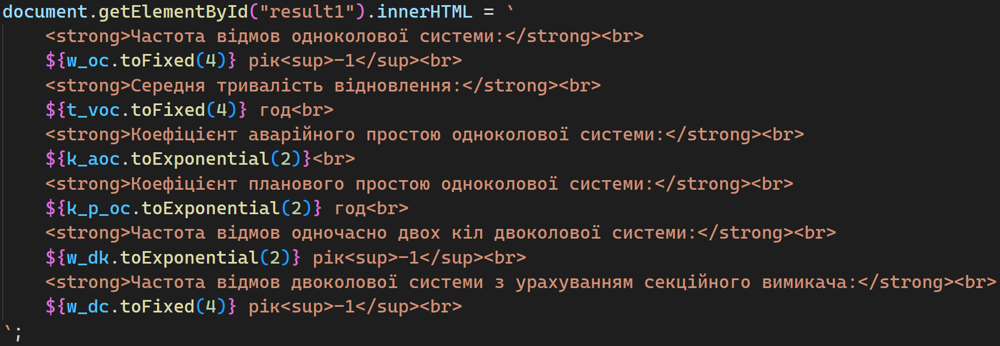 document.getElementById("result1").innerHTML = `
<strong>Частота відмов одноколової системи:</strong><br>
${w_oc.toFixed(4)} рік<sup>-1</sup><br>
<strong>Середня тривалість відновлення:</strong><br>
${t_voc.toFixed(4)} год<br>
<strong>Коефіцієнт аварійного простою одноколової системи:</strong><br>
${k_aoc.toExponential(2)}<br>
<strong>Коефіцієнт планового простою одноколової системи:</strong><br>
${k_p_oc.toExponential(2)} год<br>
<strong>Частота відмов одночасно двох кіл двоколової системи:</strong><br>
${w_dk.toExponential(2)} рік<sup>-1</sup><br>
<strong>Частота відмов двоколової системи з урахуванням секційного вимикача:</strong><br>
${w_dc.toFixed(4)} рік<sup>-1</sup><br>
`;